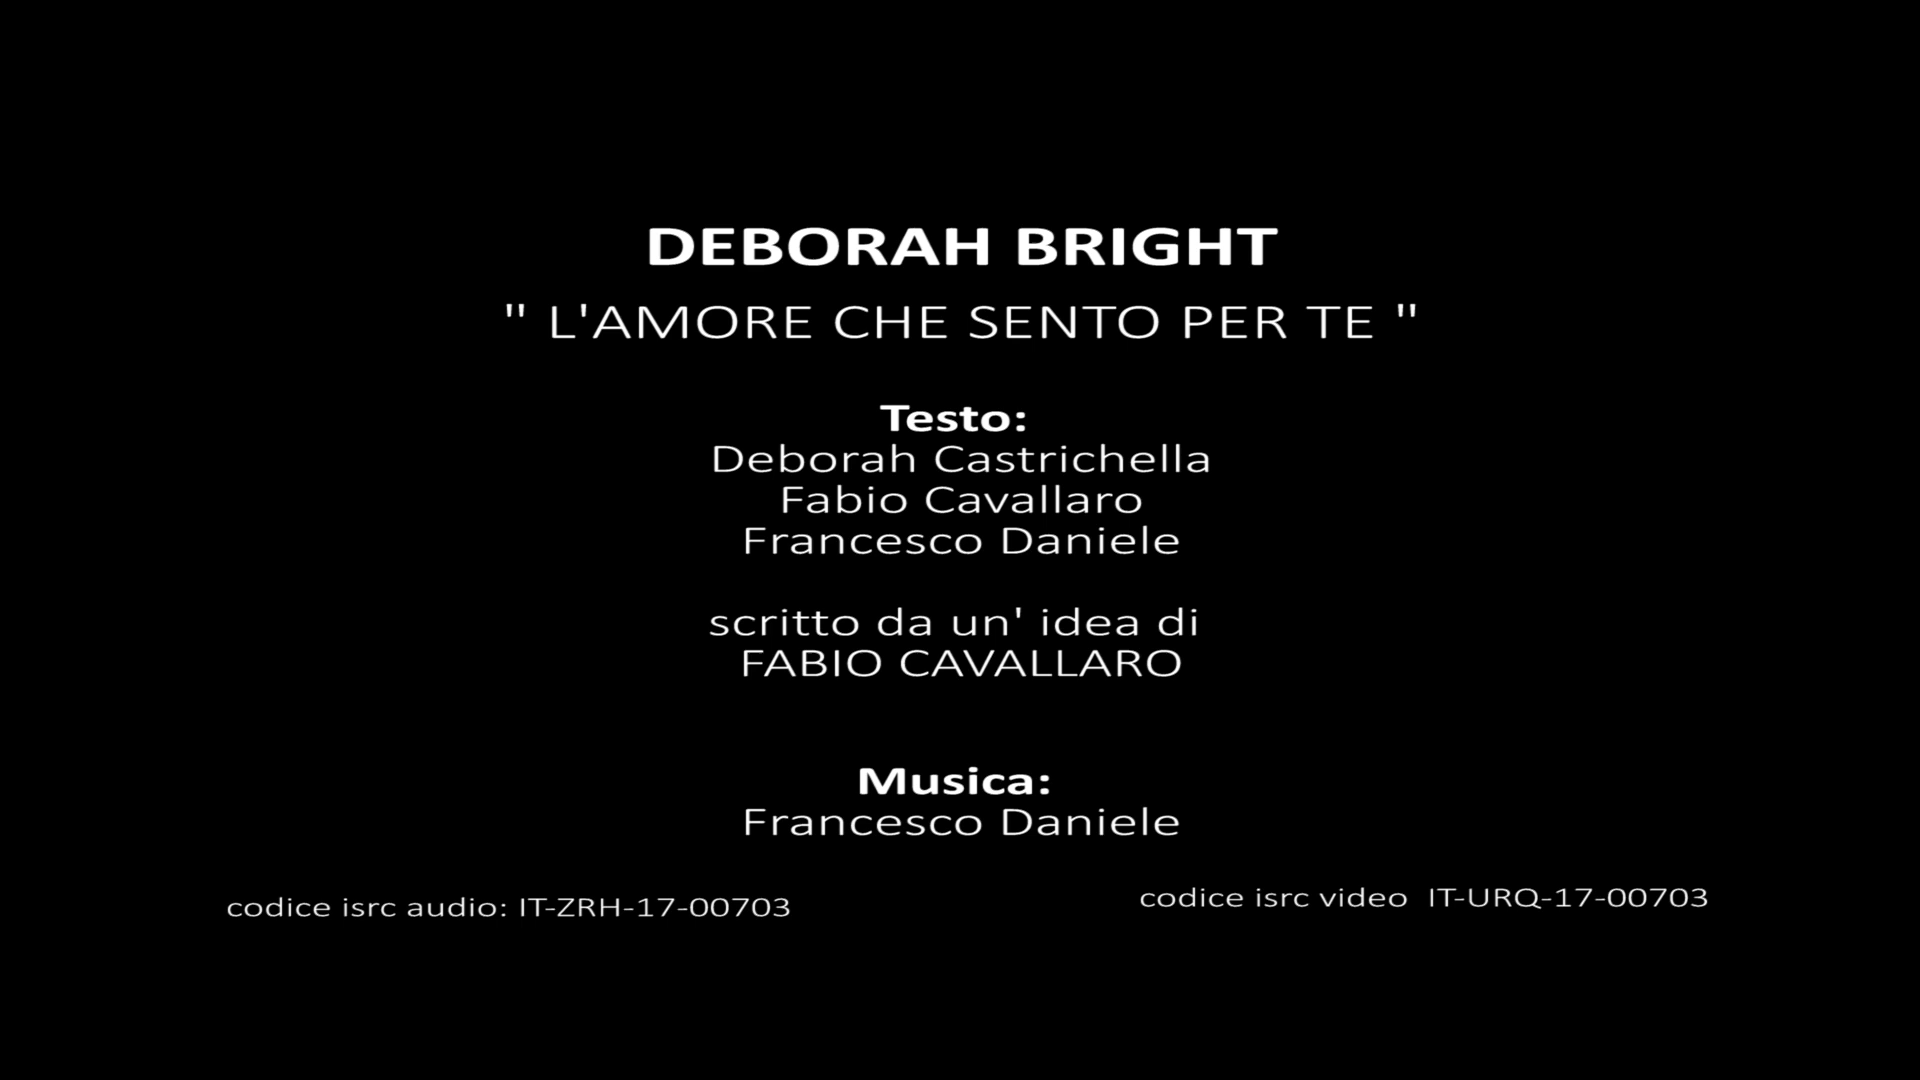 DEBORAH BRIGHT
" L'AMORE CHE SENTO PER TE "
Testo:
Deborah Castrichella
Fabio Cavallaro
Francesco Daniele
scritto da un' idea di
FABIO CAVALLARO
Musica:
Francesco Daniele
codice isrc audio: IT-ZRH-17-00703
codice isrc video  IT-URQ-17-00703